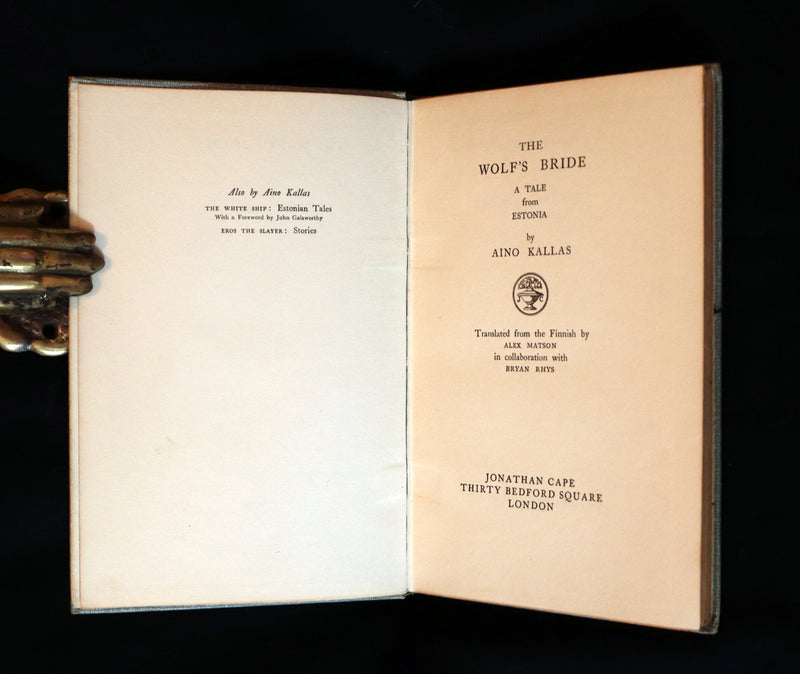 Also by Aino Kallas
THE WHITE SHIP: Estonian Tales
With a Foreword by John Galsworthy
EROS THE SLAYER: Stories
THE
WOLF'S BRIDE
A TALE
from
ESTONIA
by
AINO KALLAS
Translated from the Finnish by
ALEX MATSON
in collaboration with
BRYAN RHYS
JONATHAN CAPE
THIRTY BEDFORD SQUARE
LONDON